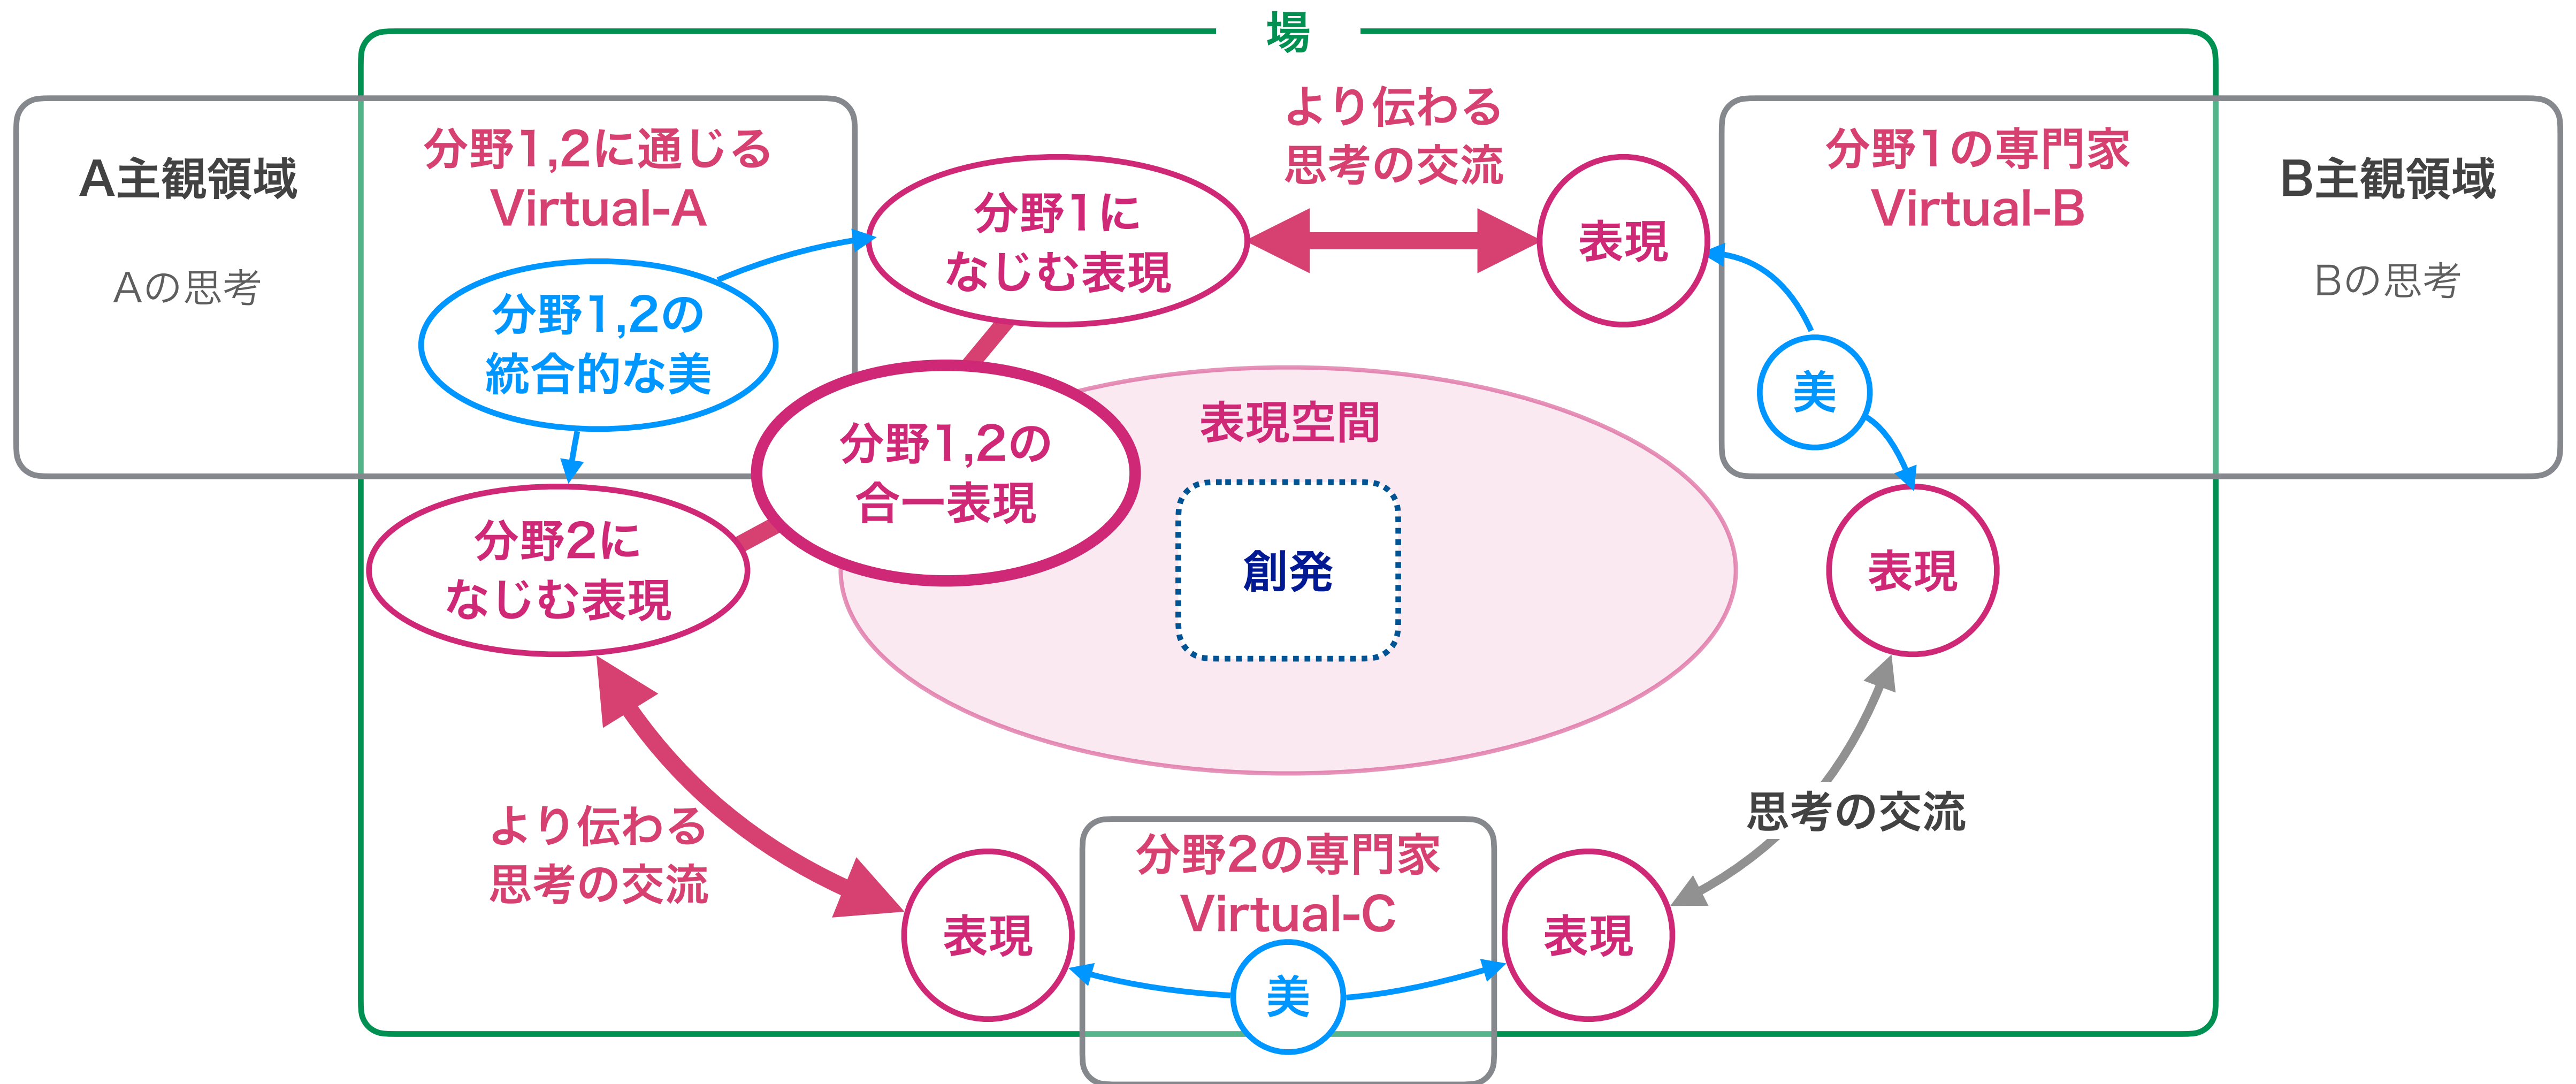 場
A主観領域
Aの思考
分野1,2に通じる
Virtual-A
分野1,2の
統合的な美
分野1に
なじむ表現
より伝わる
思考の交流
表現
分野1の専門家
Virtual-B
美
B主観領域
Bの思考
分野1,2の
合一表現
表現空間
創発
分野2に
なじむ表現
表現
より伝わる
思考の交流
思考の交流
表現
分野2の専門家
Virtual-C
美
表現